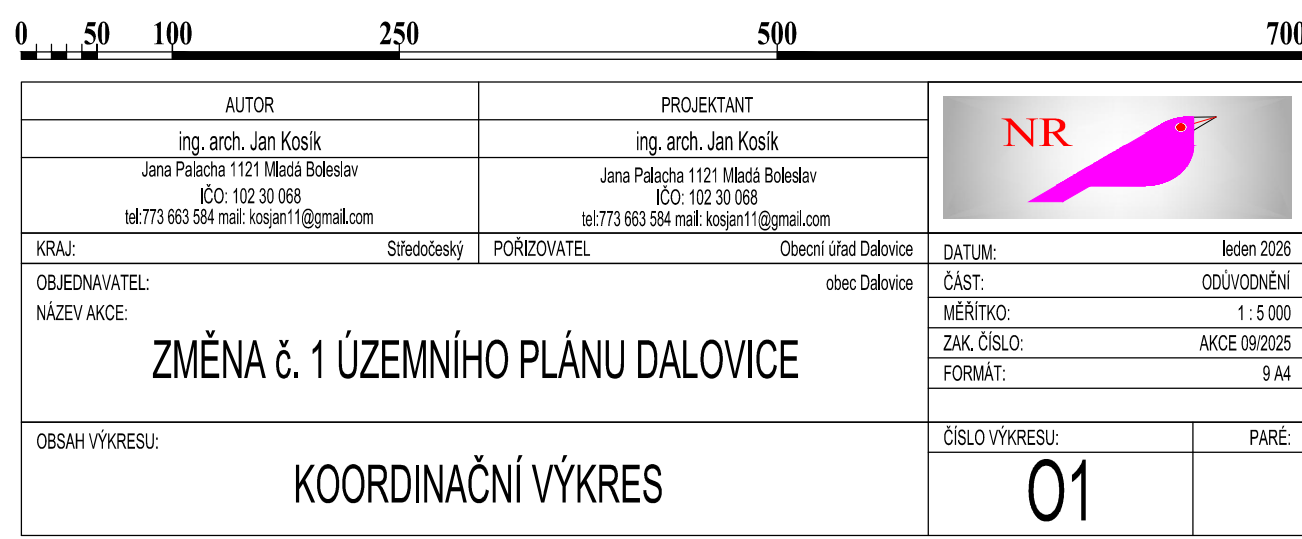 0 50 100 250 500 700
AUTOR
PROJEKTANT
ing. arch. Jan Kosík
ing. arch. Jan Kosík
Jana Palacha 1121 Mladá Boleslav
IČO: 102 30 068
tel:773 663 584 mail: kosjan11@gmail.com
Jana Palacha 1121 Mladá Boleslav
IČO: 102 30 068
tel:773 663 584 mail: kosjan11@gmail.com
NR
KRAJ: Středočeský
POŘIZOVATEL Obecní úřad Dalovice
OBJEDNAVATEL: obec Dalovice
NÁZEV AKCE:
ZMĚNA č. 1 ÚZEMNÍHO PLÁNU DALOVICE
DATUM: leden 2026
ČÁST: ODŮVODNĚNÍ
MĚŘÍTKO: 1 : 5 000
ZAK. ČÍSLO: AKCE 09/2025
FORMÁT: 9 A4
OBSAH VÝKRESU:
KOORDINAČNÍ VÝKRES
ČÍSLO VÝKRESU:
O1
PARÉ: